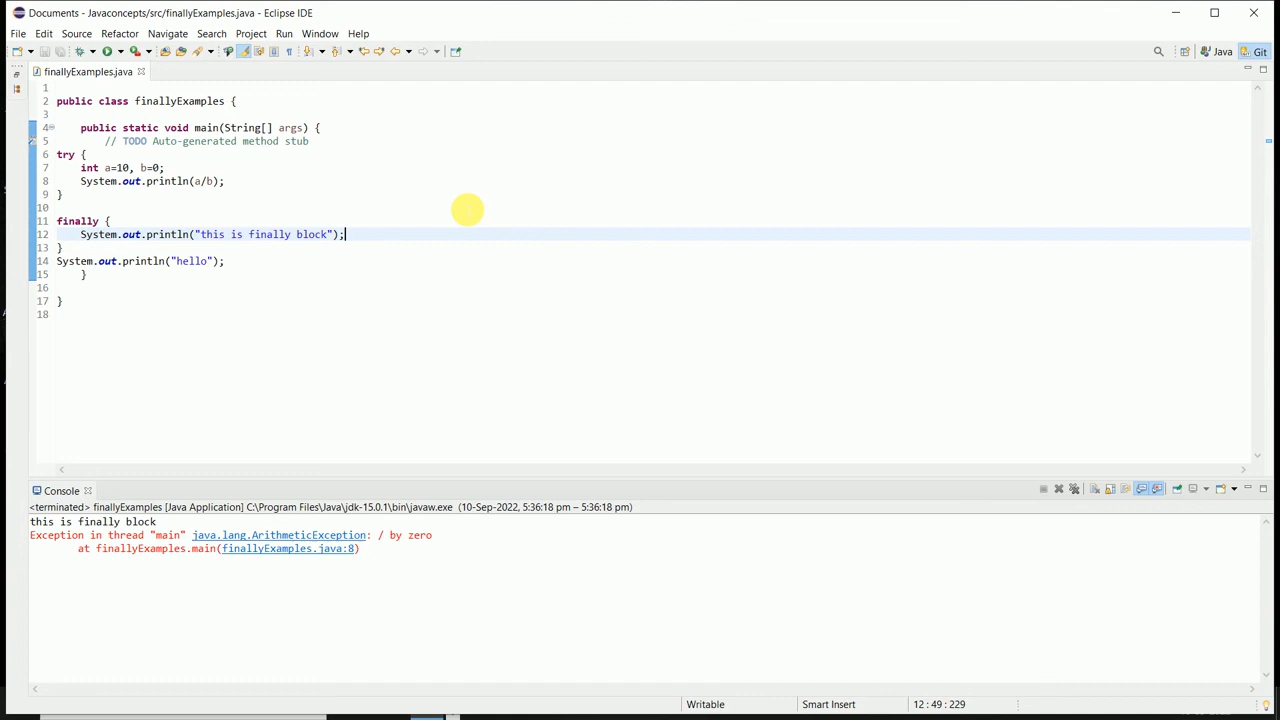 Documents - Javaconcepts/src/finallyExamples.java - Eclipse IDE
File Edit Source Refactor Navigate Search Project Run Window Help
Java Git
finallyExamples.java
1
2 public class finallyExamples {
3
4 public static void main(String[] args) {
5 // TODO Auto-generated method stub
6 try {
7 int a=10, b=0;
8 System.out.println(a/b);
9 }
10
11 finally {
12 System.out.println("this is finally block");
13 }
14 System.out.println("hello");
15 }
16
17 }
18
Console
<terminated> finallyExamples [Java Application] C:\Program Files\Java\jdk-15.0.1\bin\javaw.exe (10-Sep-2022, 5:36:18 pm – 5:36:18 pm)
this is finally block
Exception in thread "main" java.lang.ArithmeticException: / by zero
at finallyExamples.main(finallyExamples.java:8)
Writable Smart Insert 12 : 49 : 229